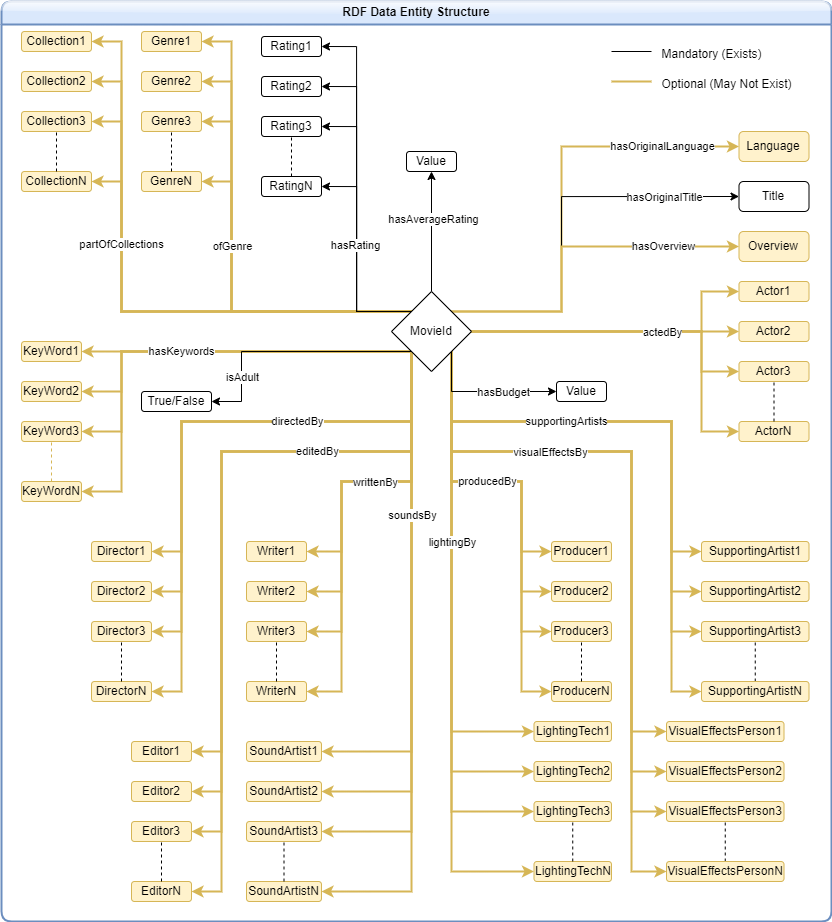 RDF Data Entity Structure
Collection1
Genre1
Rating1
Mandatory (Exists)
Collection2
Genre2
Rating2
Optional (May Not Exist)
Collection3
Genre3
Rating3
CollectionN
GenreN
RatingN
Value
hasOriginalLanguage
Language
hasOriginalTitle
Title
hasAverageRating
partOfCollections
ofGenre
hasRating
hasOverview
Overview
Actor1
MovieId
actedBy
Actor2
KeyWord1
hasKeywords
isAdult
Actor3
KeyWord2
True/False
hasBudget
Value
KeyWord3
directedBy
supportingArtists
ActorN
editedBy
visualEffectsBy
KeyWordN
writtenBy
producedBy
soundsBy
lightingBy
Director1
Writer1
Producer1
SupportingArtist1
Director2
Writer2
Producer2
SupportingArtist2
Director3
Writer3
Producer3
SupportingArtist3
DirectorN
WriterN
ProducerN
SupportingArtistN
Editor1
SoundArtist1
LightingTech1
VisualEffectsPerson1
Editor2
SoundArtist2
LightingTech2
VisualEffectsPerson2
Editor3
SoundArtist3
LightingTech3
VisualEffectsPerson3
EditorN
SoundArtistN
LightingTechN
VisualEffectsPersonN